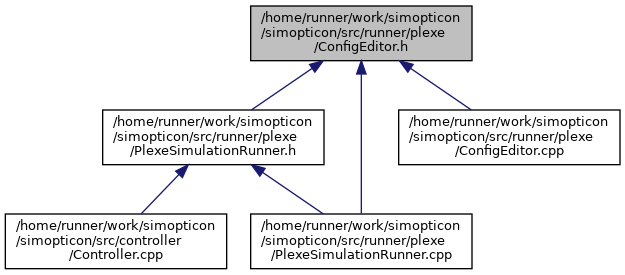 /home/runner/work/simopticon
/simopticon/src/runner/plexe
/ConfigEditor.h
/home/runner/work/simopticon
/simopticon/src/runner/plexe
/PlexeSimulationRunner.h
/home/runner/work/simopticon
/simopticon/src/runner/plexe
/ConfigEditor.cpp
/home/runner/work/simopticon
/simopticon/src/controller
/Controller.cpp
/home/runner/work/simopticon
/simopticon/src/runner/plexe
/PlexeSimulationRunner.cpp